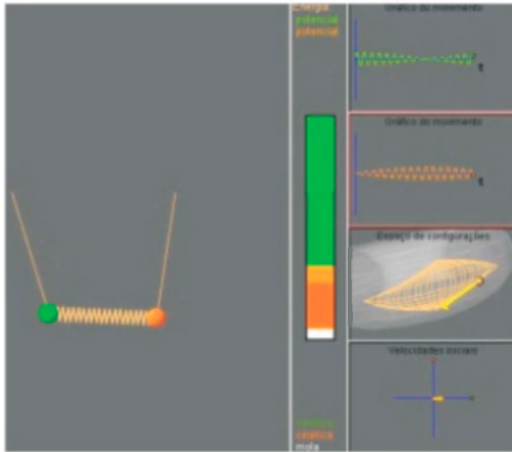 Energia
potencial
potencial
Gráfico do movimento
t
Gráfico do movimento
t
Espaço de configurações
Velocidades iniciais
cinética
cinética
mola